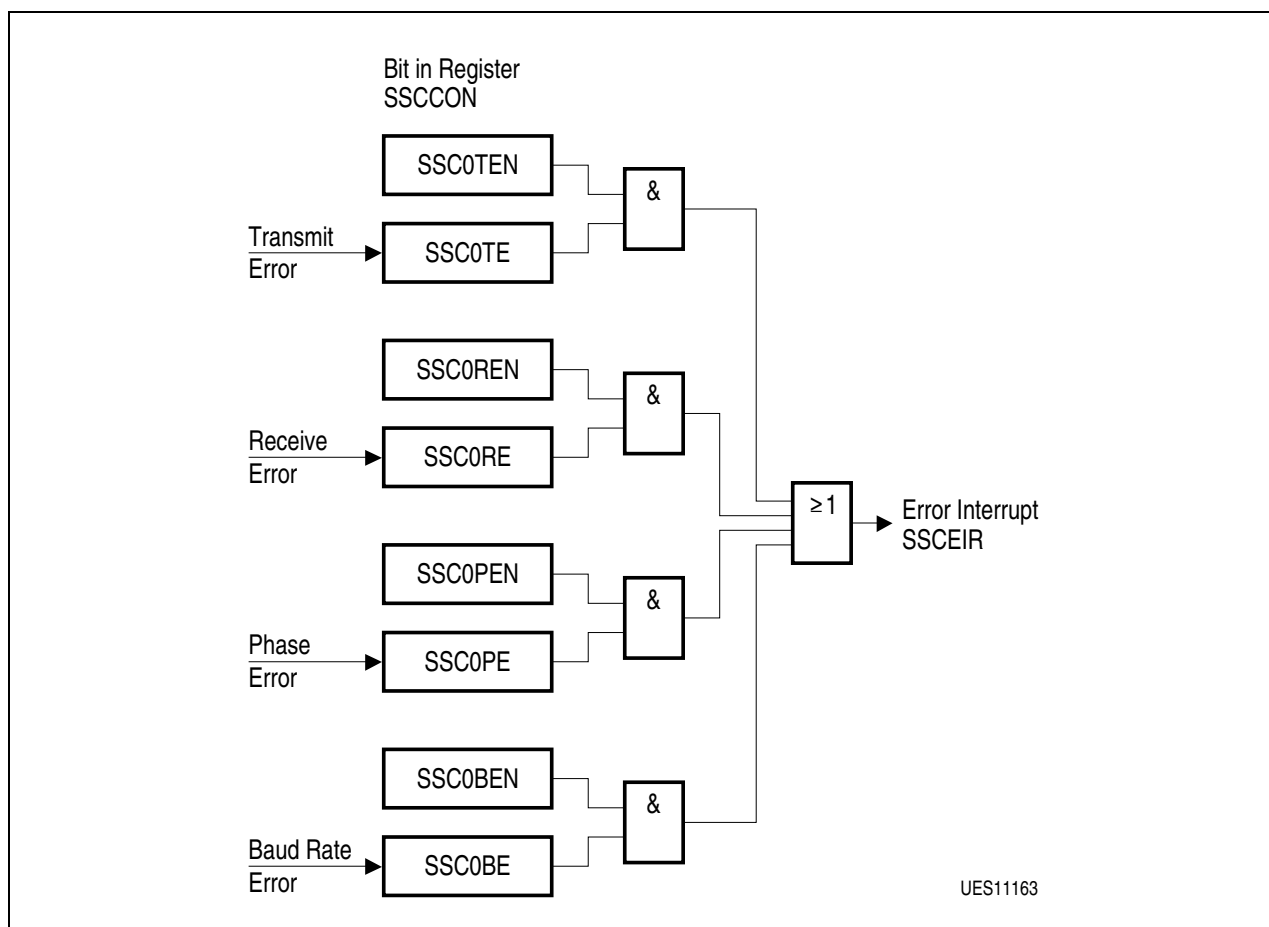 Bit in Register
SSCCON
SSC0TEN
&
Transmit
Error
SSC0TE
SSC0REN
&
Receive
Error
SSC0RE
≥1
Error Interrupt
SSCEIR
SSC0PEN
&
Phase
Error
SSC0PE
SSC0BEN
&
Baud Rate
Error
SSC0BE
UES11163